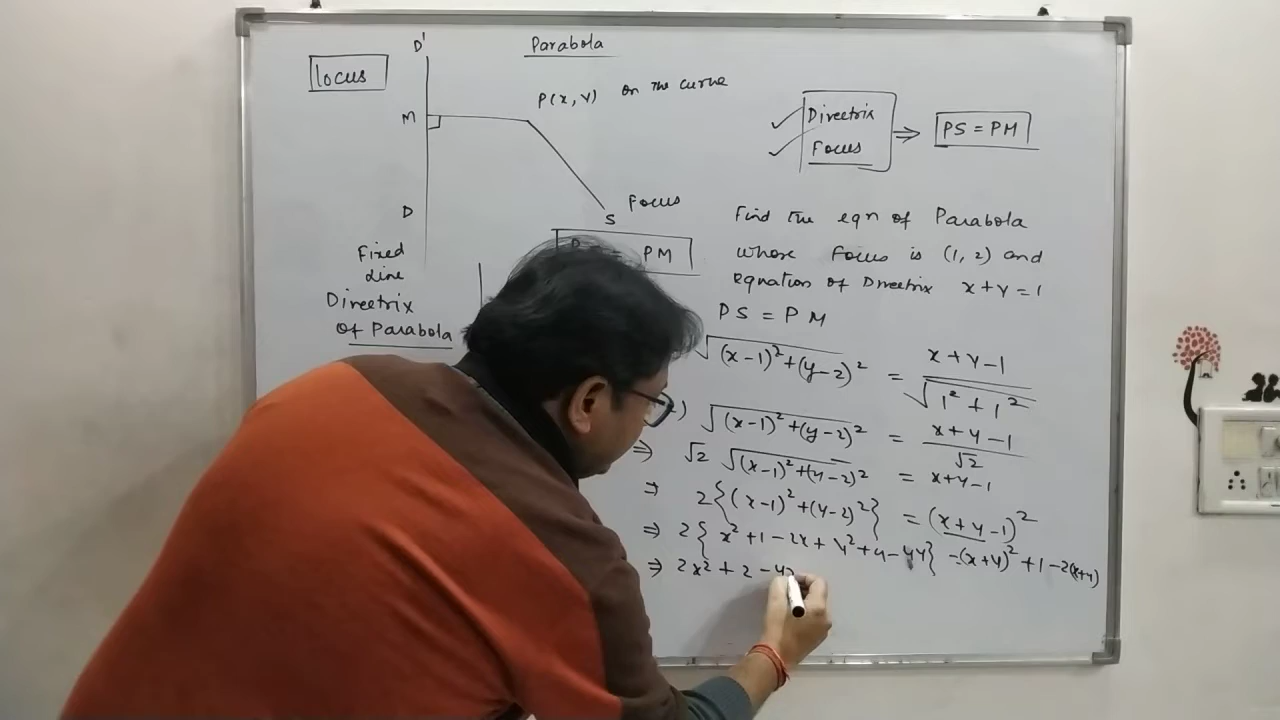 Parabola
locus
D'
M
P(x, y) on the curve
D
S
Focus
PM
Fixed
Line
Directrix
of Parabola
Directrix
Focus
⇒ PS = PM
Find the eqn of Parabola
whose Focus is (1, 2) and
equation of Directrix x + y = 1
PS = PM
√(x-1)² + (y-2)² = x + y - 1 / √1² + 1²
√(x-1)² + (y-2)² = x + y - 1 / √2
⇒ √2 √(x-1)² + (y-2)² = x + y - 1
⇒ 2{(x-1)² + (y-2)²} = (x + y - 1)²
⇒ 2{x² + 1 - 2x + y² + 4 - 4y} = (x + y)² + 1 - 2(x+y)
⇒ 2x² + 2 - 4x